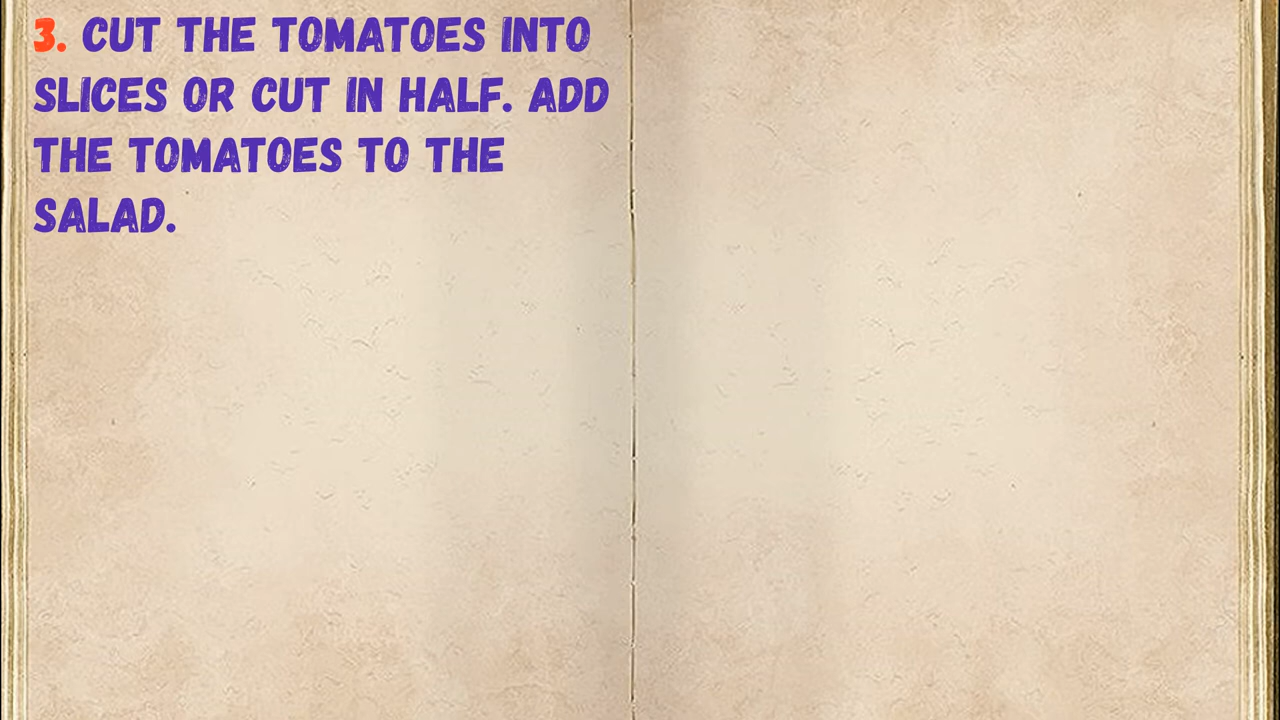 3. CUT THE TOMATOES INTO
SLICES OR CUT IN HALF. ADD
THE TOMATOES TO THE
SALAD.